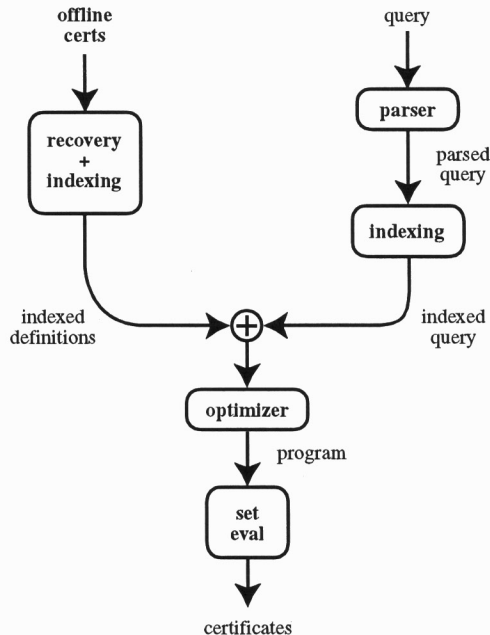 offline
certs
query
parser
recovery
+
indexing
parsed
query
indexing
indexed
definitions
indexed
query
+
optimizer
program
set
eval
certificates